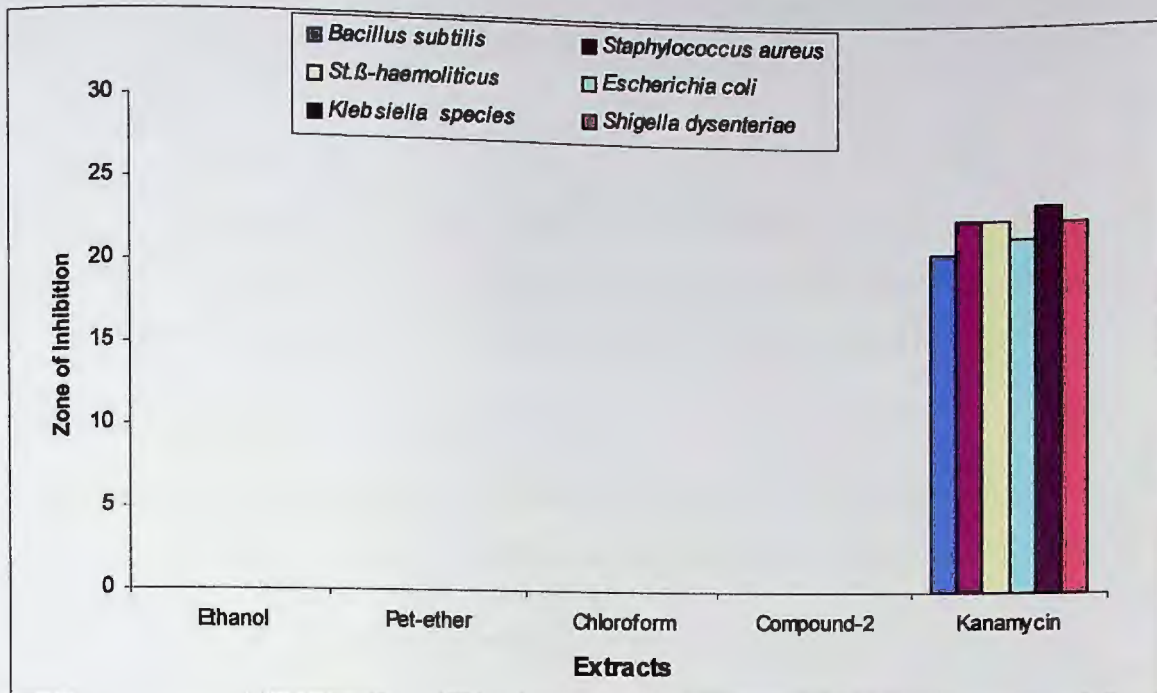 Bacillus subtilis
Staphylococcus aureus
St.ß-haemoliticus
Escherichia coli
Klebsiella species
Shigella dysenteriae
30
25
20
15
10
5
0
Zone of Inhibition
Ethanol
Pet-ether
Chloroform
Compound-2
Kanamycin
Extracts